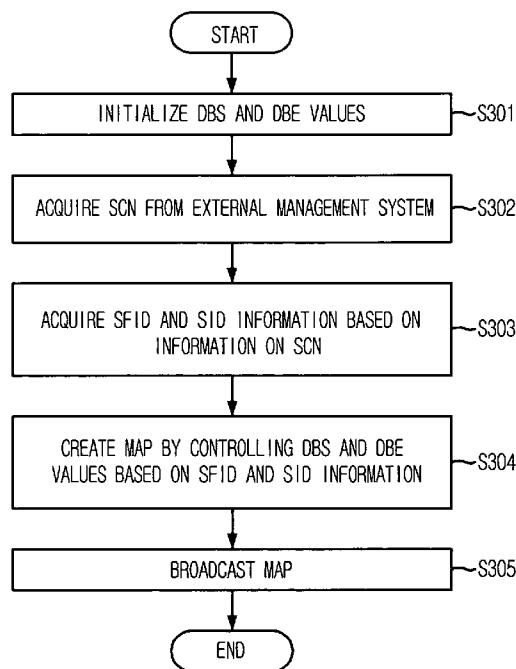 START
INITIALIZE DBS AND DBE VALUES
S301
ACQUIRE SCN FROM EXTERNAL MANAGEMENT SYSTEM
S302
ACQUIRE SFID AND SID INFORMATION BASED ON
INFORMATION ON SCN
S303
CREATE MAP BY CONTROLLING DBS AND DBE
VALUES BASED ON SFID AND SID INFORMATION
S304
BROADCAST MAP
S305
END